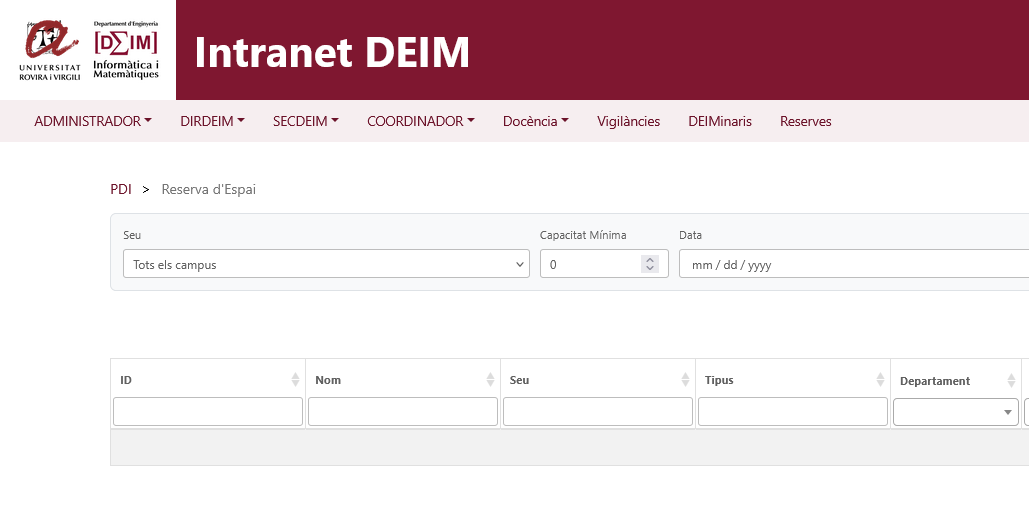 UNIVERSITAT
ROVIRA i VIRGILI
Departament d'Enginyeria
[DΣIM]
Informàtica i
Matemàtiques
Intranet DEIM
ADMINISTRADOR DIRDEIM SECDEIM COORDINADOR Docència Vigilàncies DEIMinaris Reserves
PDI > Reserva d'Espai
Seu Capacitat Mínima Data
Tots els campus 0 mm / dd / yyyy
ID Nom Seu Tipus Departament